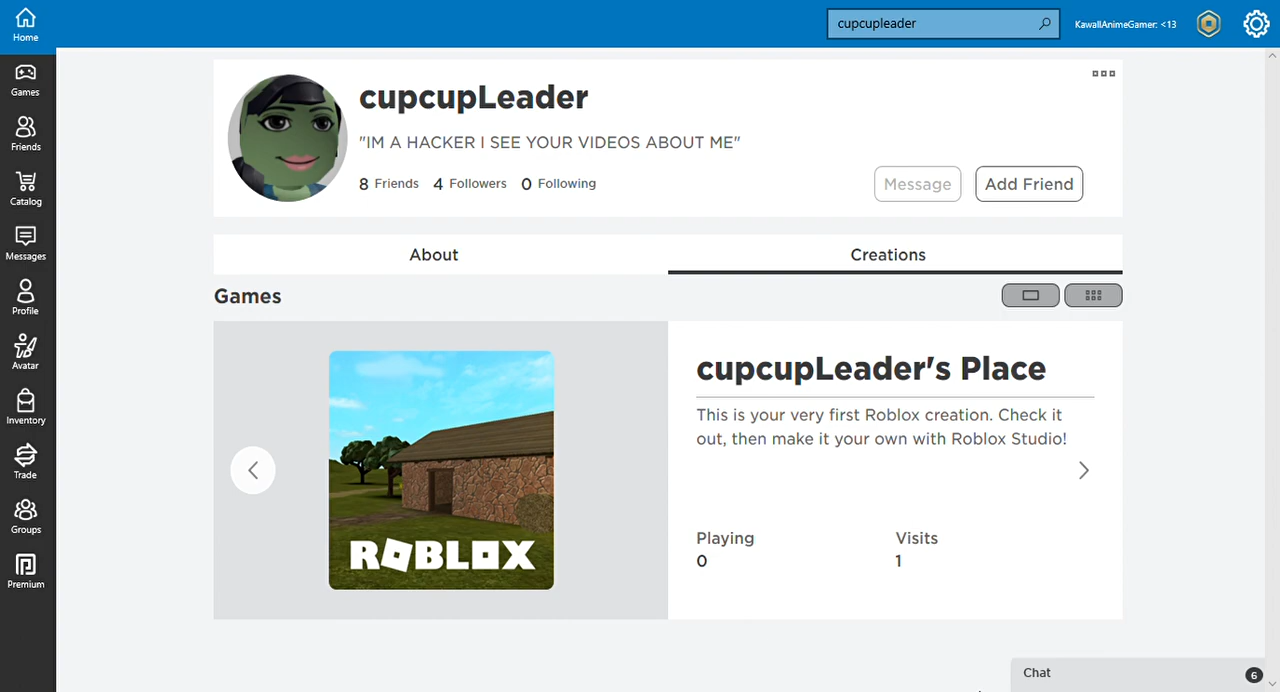 Home
cupcupleader
KawallAnimeGamer: <13
Games
Friends
Catalog
Messages
Profile
Avatar
Inventory
Trade
Groups
Premium
cupcupLeader
"IM A HACKER I SEE YOUR VIDEOS ABOUT ME"
8 Friends 4 Followers 0 Following
Message
Add Friend
About
Creations
Games
ROBLOX
cupcupLeader's Place
This is your very first Roblox creation. Check it
out, then make it your own with Roblox Studio!
Playing
Visits
0
1
Chat
6